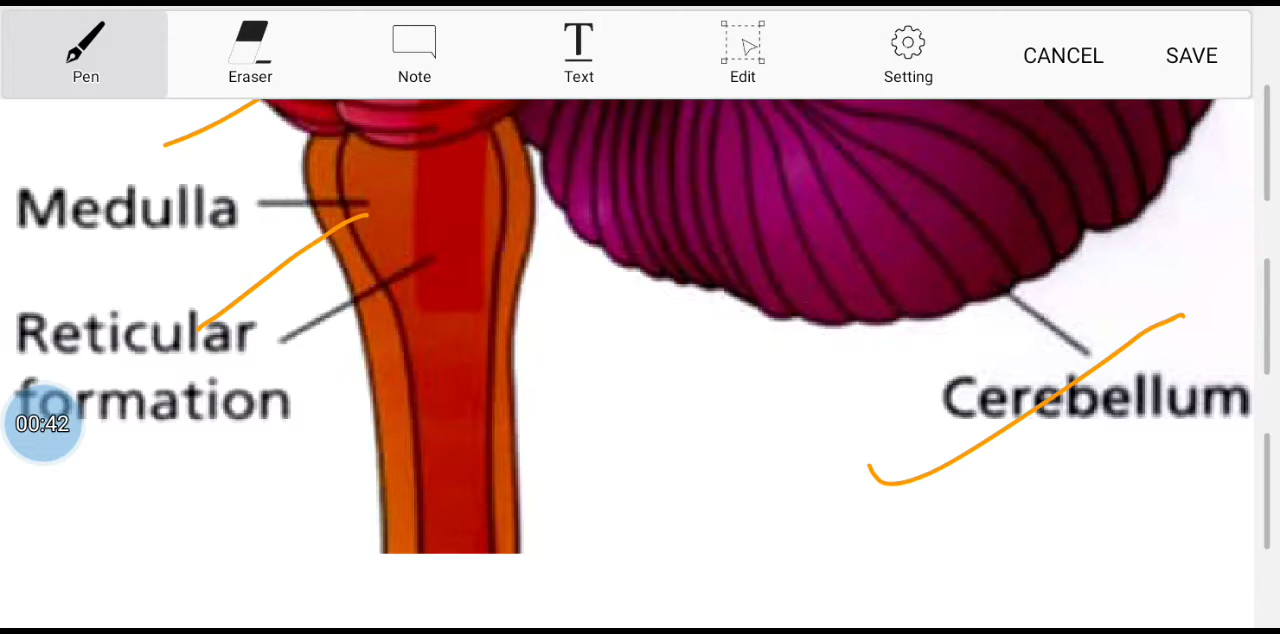 Pen
Eraser
Note
Text
Edit
Setting
CANCEL
SAVE
Medulla
Reticular
formation
00:42
Cerebellum